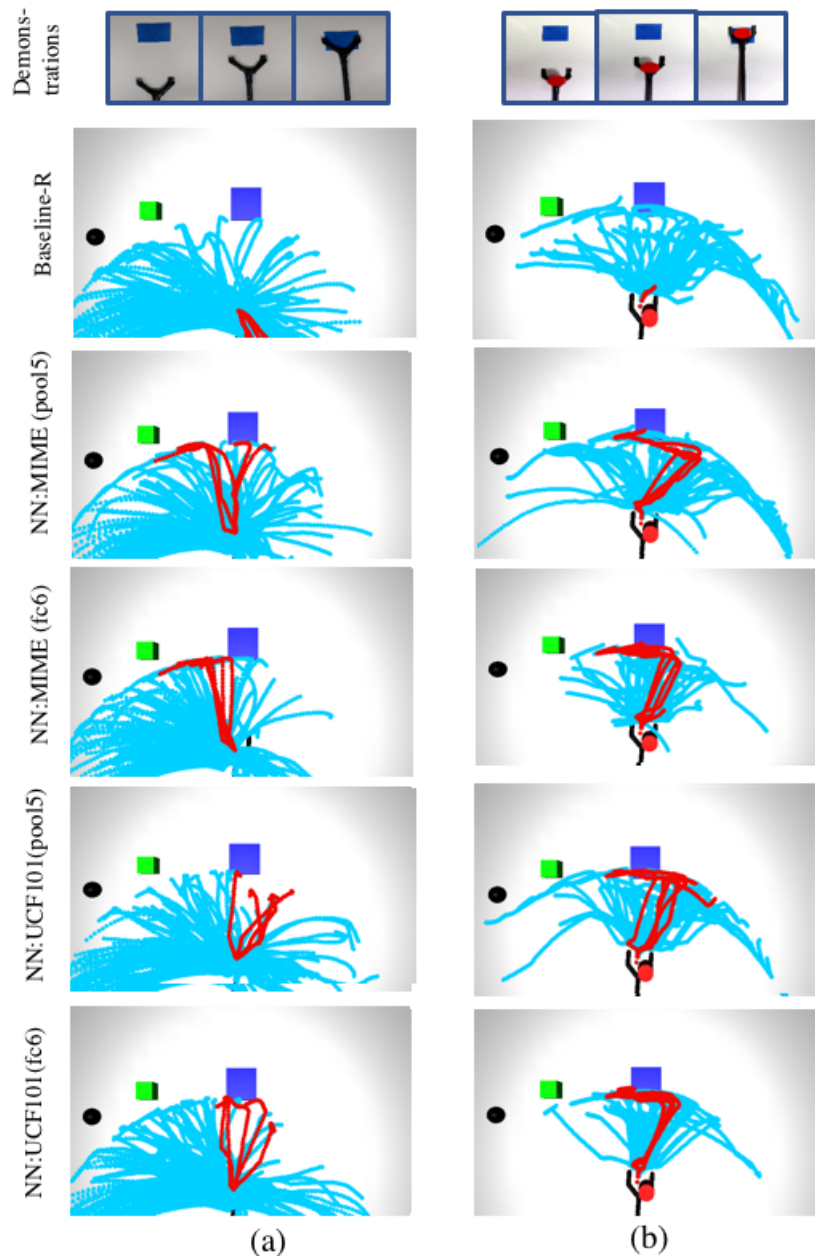 Demons-
trations
Baseline-R
NN:MIME (pool5)
NN:MIME (fc6)
NN:UCF101(pool5)
NN:UCF101(fc6)
(a)
(b)